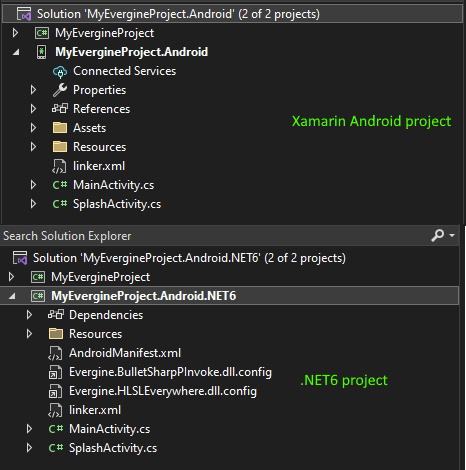 Solution 'MyEvergineProject.Android' (2 of 2 projects)
C# MyEvergineProject
MyEvergineProject.Android
Connected Services
Properties
References
Assets
Xamarin Android project
Resources
linker.xml
C# MainActivity.cs
C# SplashActivity.cs
Search Solution Explorer
Solution 'MyEvergineProject.Android.NET6' (2 of 2 projects)
C# MyEvergineProject
C# MyEvergineProject.Android.NET6
Dependencies
Resources
AndroidManifest.xml
Evergine.BulletSharpPInvoke.dll.config
.NET6 project
Evergine.HLSLEverywhere.dll.config
linker.xml
C# MainActivity.cs
C# SplashActivity.cs